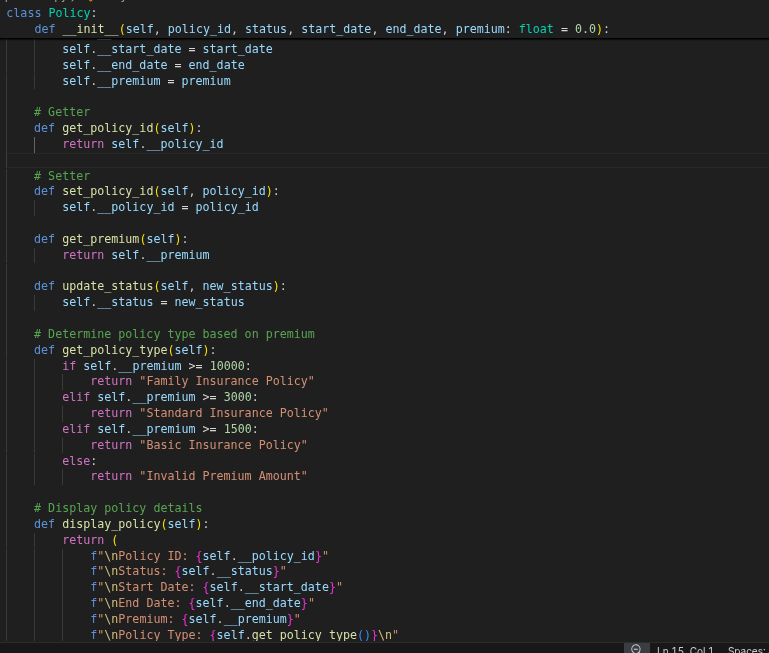 class Policy:
    def __init__(self, policy_id, status, start_date, end_date, premium: float = 0.0):
        self.__start_date = start_date
        self.__end_date = end_date
        self.__premium = premium

    # Getter
    def get_policy_id(self):
        return self.__policy_id

    # Setter
    def set_policy_id(self, policy_id):
        self.__policy_id = policy_id

    def get_premium(self):
        return self.__premium

    def update_status(self, new_status):
        self.__status = new_status

    # Determine policy type based on premium
    def get_policy_type(self):
        if self.__premium >= 10000:
            return "Family Insurance Policy"
        elif self.__premium >= 3000:
            return "Standard Insurance Policy"
        elif self.__premium >= 1500:
            return "Basic Insurance Policy"
        else:
            return "Invalid Premium Amount"

    # Display policy details
    def display_policy(self):
        return (
            f"\nPolicy ID: {self.__policy_id}"
            f"\nStatus: {self.__status}"
            f"\nStart Date: {self.__start_date}"
            f"\nEnd Date: {self.__end_date}"
            f"\nPremium: {self.__premium}"
            f"\nPolicy Type: {self.get_policy_type()}\n"
Ln 15, Col 1 Spaces: